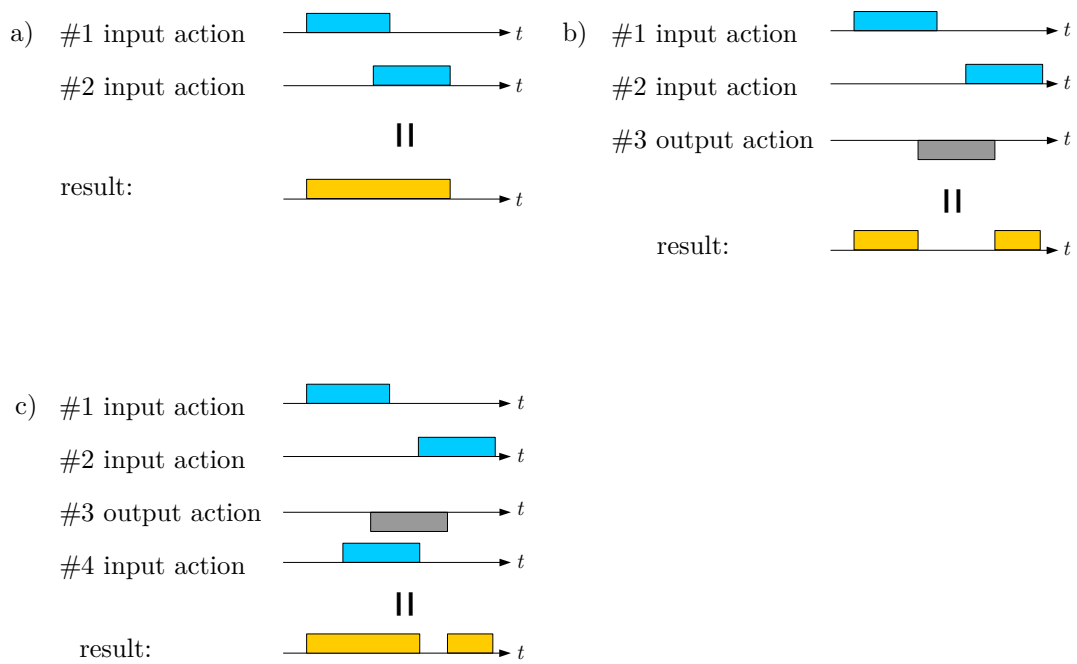 a) #1 input action t
#2 input action t
=
result: t
b) #1 input action t
#2 input action t
#3 output action t
=
result: t
c) #1 input action t
#2 input action t
#3 output action t
#4 input action t
=
result: t